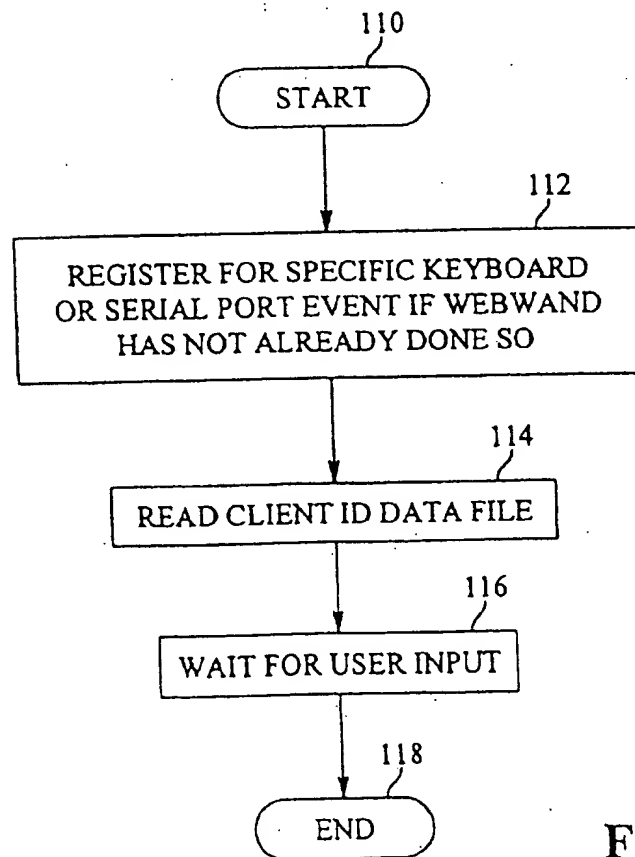 110
START
112
REGISTER FOR SPECIFIC KEYBOARD
OR SERIAL PORT EVENT IF WEBWAND
HAS NOT ALREADY DONE SO
114
READ CLIENT ID DATA FILE
116
WAIT FOR USER INPUT
118
END
F